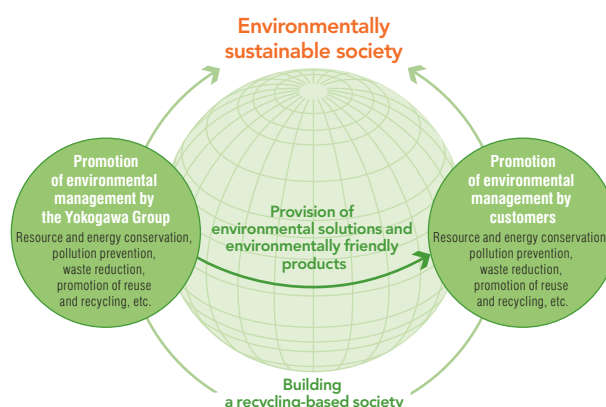 Environmentally
sustainable society
Promotion
of environmental
management by
the Yokogawa Group
Resource and energy conservation,
pollution prevention,
waste reduction,
promotion of reuse
and recycling, etc.
Provision of
environmental solutions and
environmentally friendly
products
Promotion
of environmental
management by
customers
Resource and energy conservation
pollution prevention,
waste reduction,
promotion of reuse
and recycling, etc.
Building
a recycling-based society